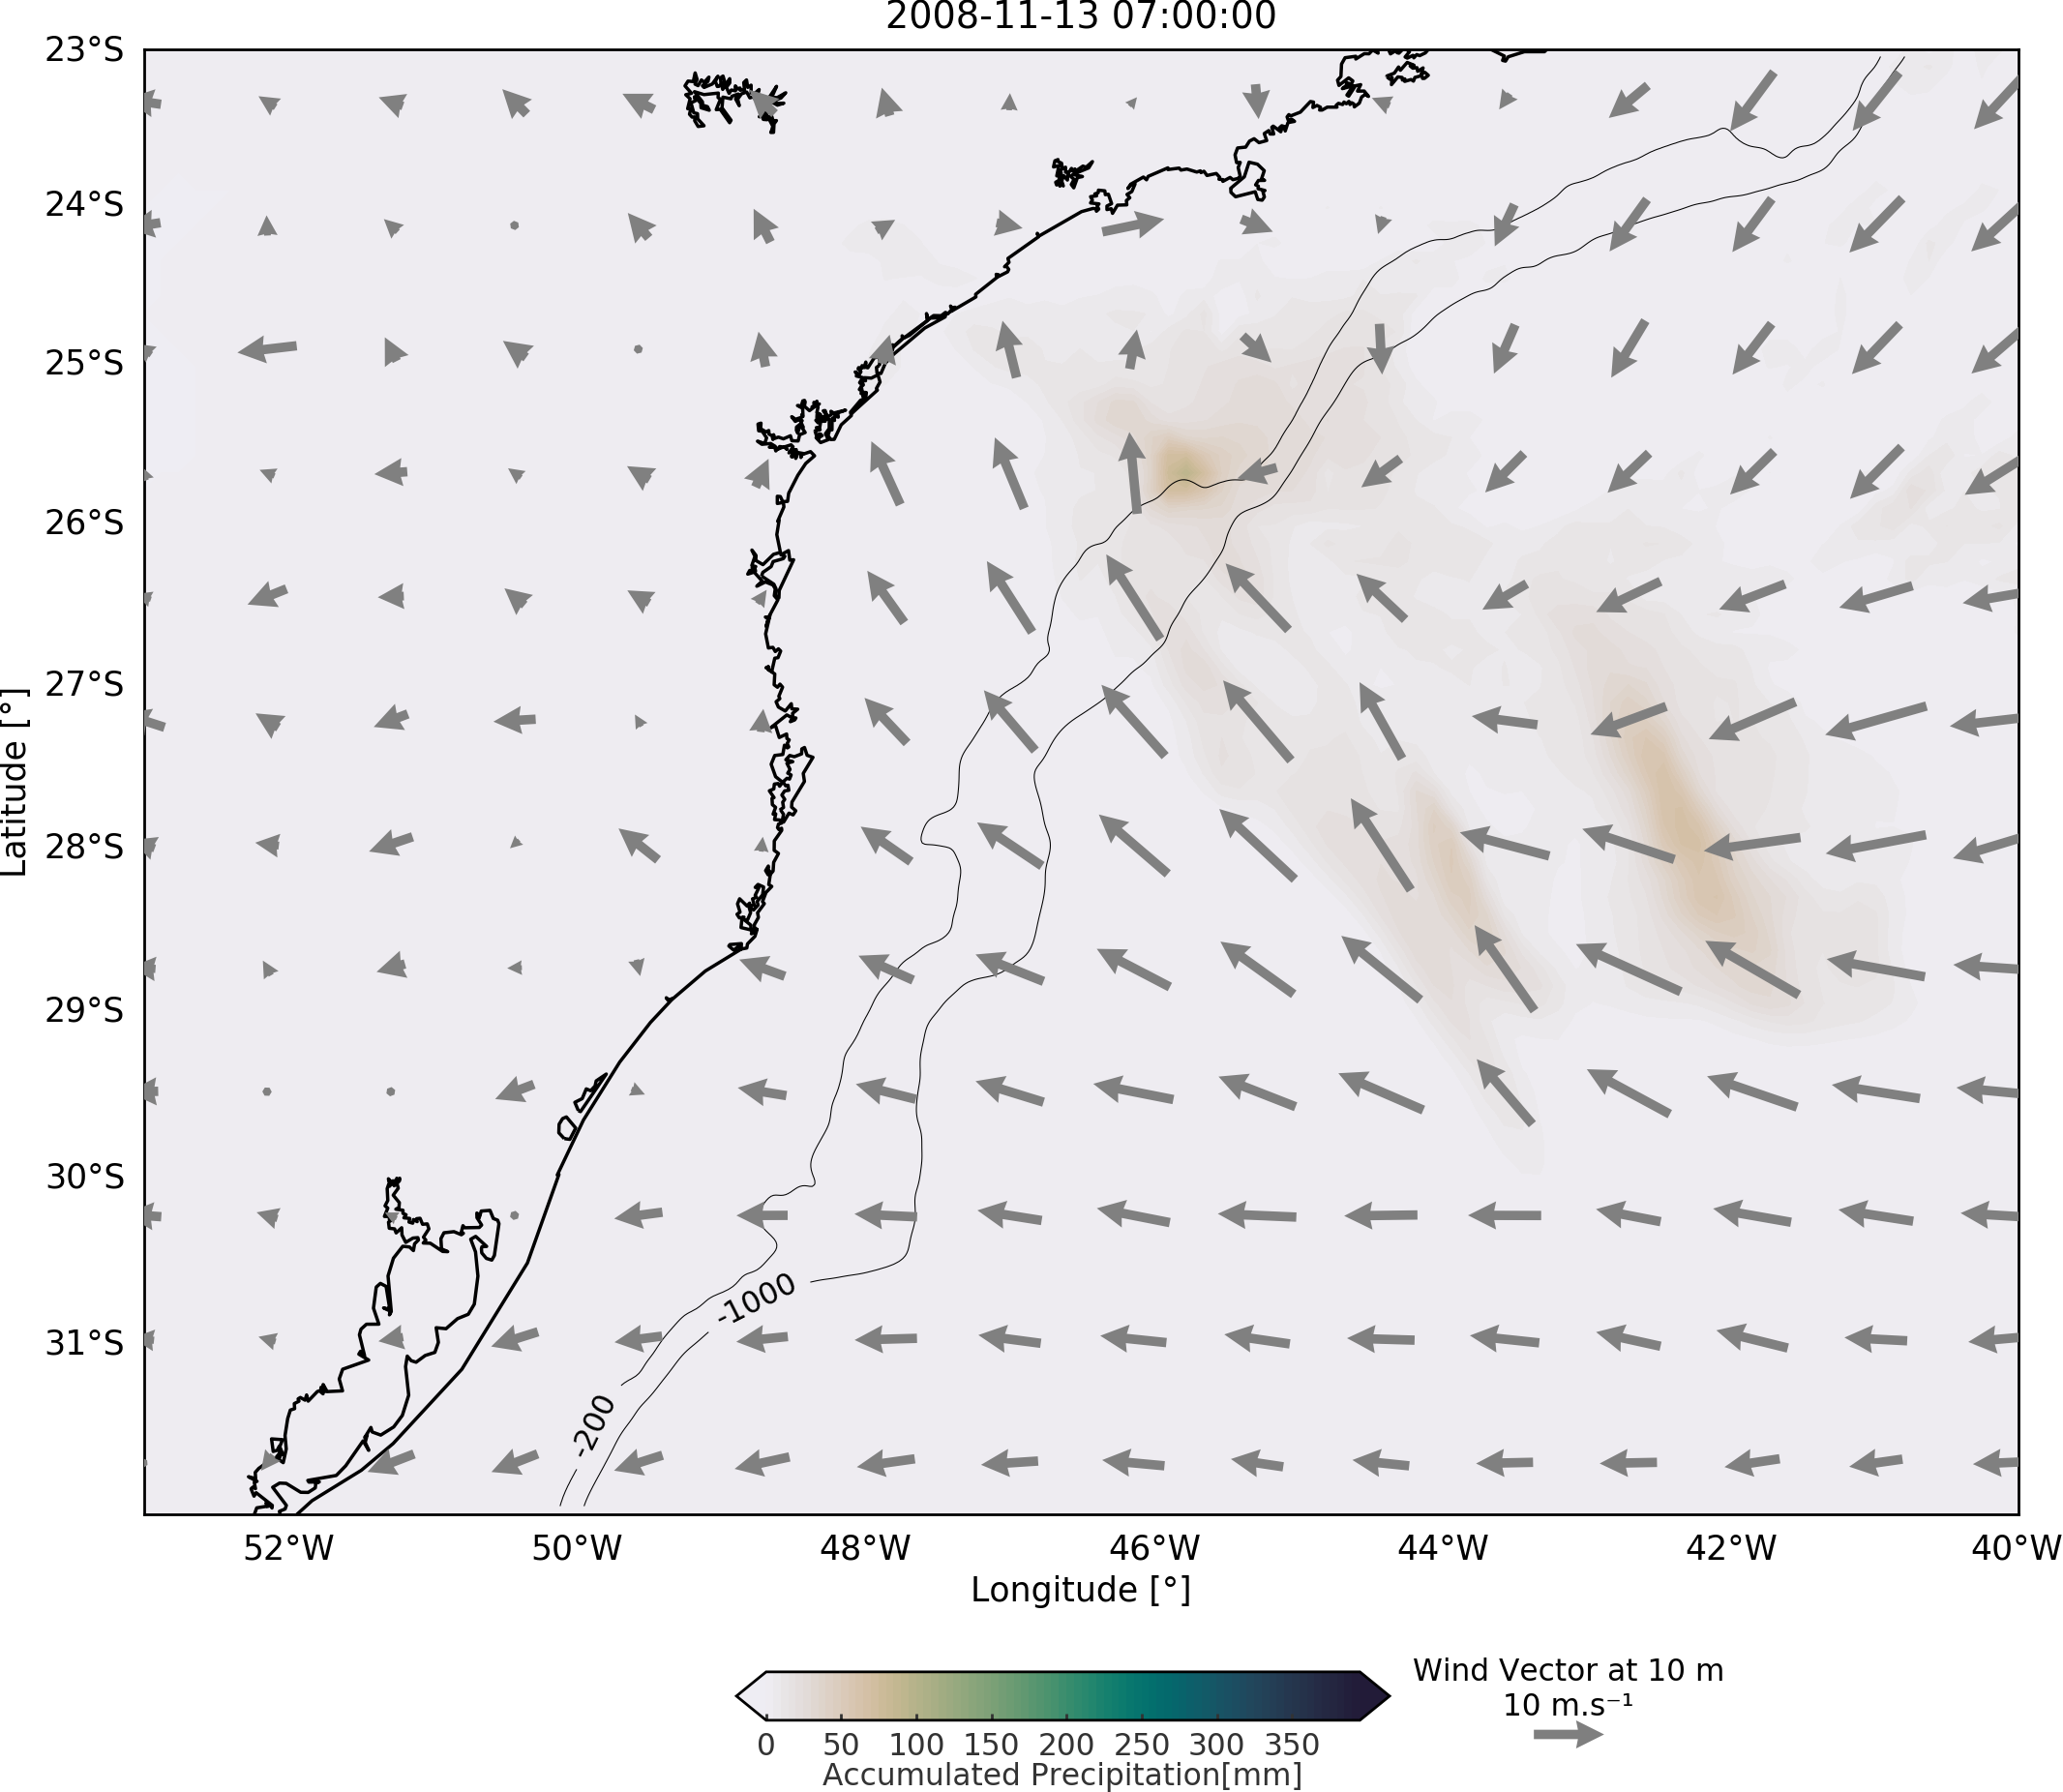 2008-11-13 07:00:00
23°S
24°S
25°S
26°S
27°S
28°S
29°S
30°S
31°S
Latitude [°]
-1000
-200
52°W 50°W 48°W 46°W 44°W 42°W 40°W
Longitude [°]
Wind Vector at 10 m
10 m.s⁻¹
0 50 100 150 200 250 300 350
Accumulated Precipitation[mm]